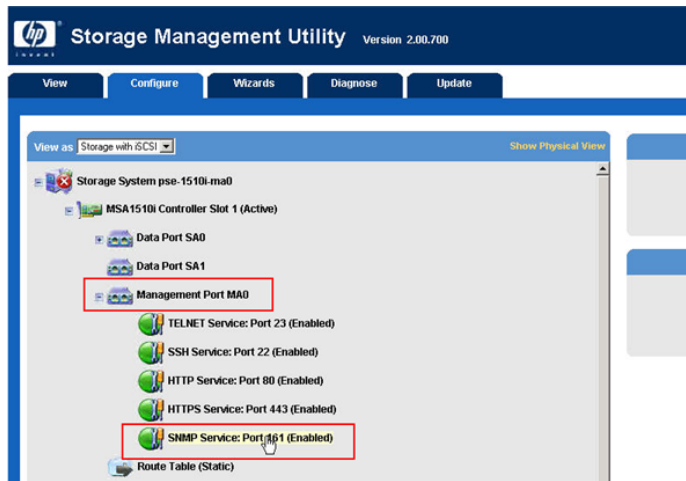 hp
invent
Storage Management Utility Version 2.00.700
View Configure Wizards Diagnose Update
View as Storage with iSCSI Show Physical View
Storage System pse-1510i-ma0
MSA1510i Controller Slot 1 (Active)
Data Port SA0
Data Port SA1
Management Port MA0
TELNET Service: Port 23 (Enabled)
SSH Service: Port 22 (Enabled)
HTTP Service: Port 80 (Enabled)
HTTPS Service: Port 443 (Enabled)
SNMP Service: Port 161 (Enabled)
Route Table (Static)